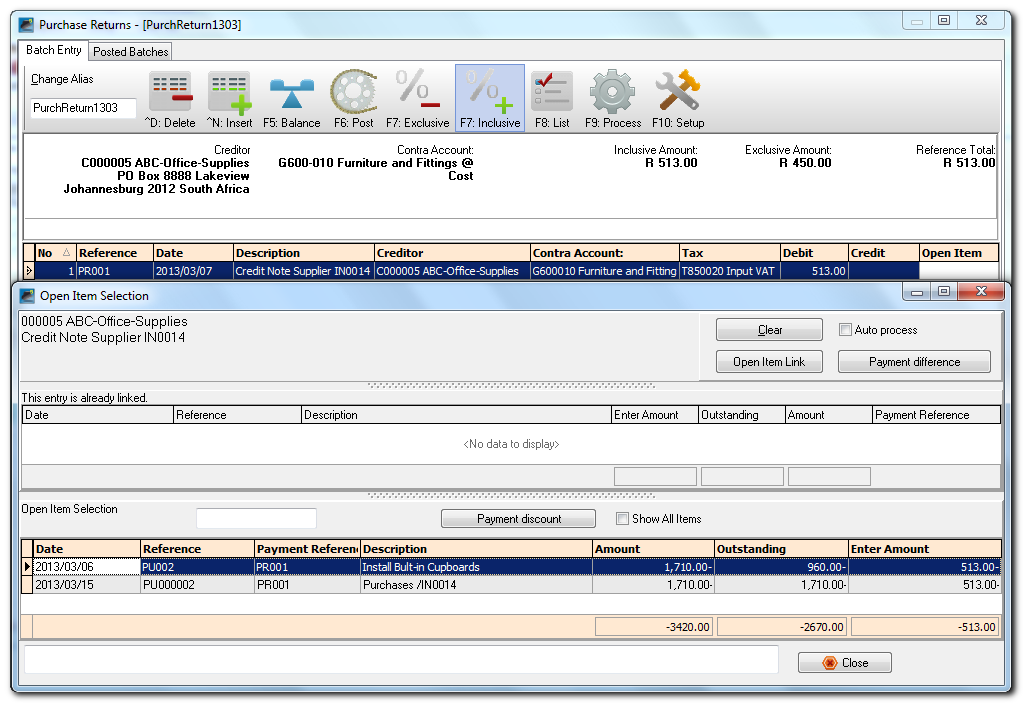 Purchase Returns - [PurchReturn1303]
Batch Entry Posted Batches
Change Alias
PurchReturn1303
^D: Delete ^N: Insert F5: Balance F6: Post F7: Exclusive F7: Inclusive F8: List F9: Process F10: Setup
Creditor Contra Account: Inclusive Amount: Exclusive Amount: Reference Total:
C000005 ABC-Office-Supplies G600-010 Furniture and Fittings @ R 513.00 R 450.00 R 513.00
PO Box 8888 Lakeview Cost
Johannesburg 2012 South Africa
No Reference Date Description Creditor Contra Account: Tax Debit Credit Open Item
1 PR001 2013/03/07 Credit Note Supplier IN0014 C000005 ABC-Office-Supplies G600010 Furniture and Fitting T850020 Input VAT 513.00
Open Item Selection
000005 ABC-Office-Supplies
Credit Note Supplier IN0014
Clear Auto process
Open Item Link Payment difference
This entry is already linked.
Date Reference Description Enter Amount Outstanding Amount Payment Reference
<No data to display>
Open Item Selection Payment discount Show All Items
Date Reference Payment Referen Description Amount Outstanding Enter Amount
2013/03/06 PU002 PR001 Install Bult-in Cupboards 1,710.00- 960.00- 513.00-
2013/03/15 PU000002 PR001 Purchases /IN0014 1,710.00- 1,710.00- 513.00-
-3420.00 -2670.00 -513.00
Close